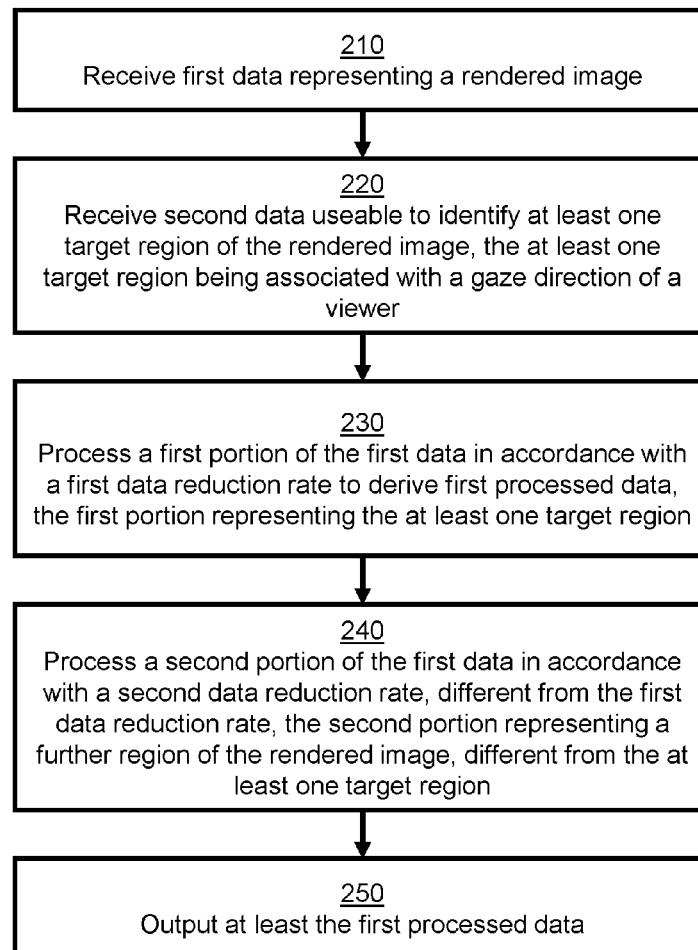 210
Receive first data representing a rendered image
220
Receive second data useable to identify at least one
target region of the rendered image, the at least one
target region being associated with a gaze direction of a
viewer
230
Process a first portion of the first data in accordance with
a first data reduction rate to derive first processed data,
the first portion representing the at least one target region
240
Process a second portion of the first data in accordance
with a second data reduction rate, different from the first
data reduction rate, the second portion representing a
further region of the rendered image, different from the at
least one target region
250
Output at least the first processed data